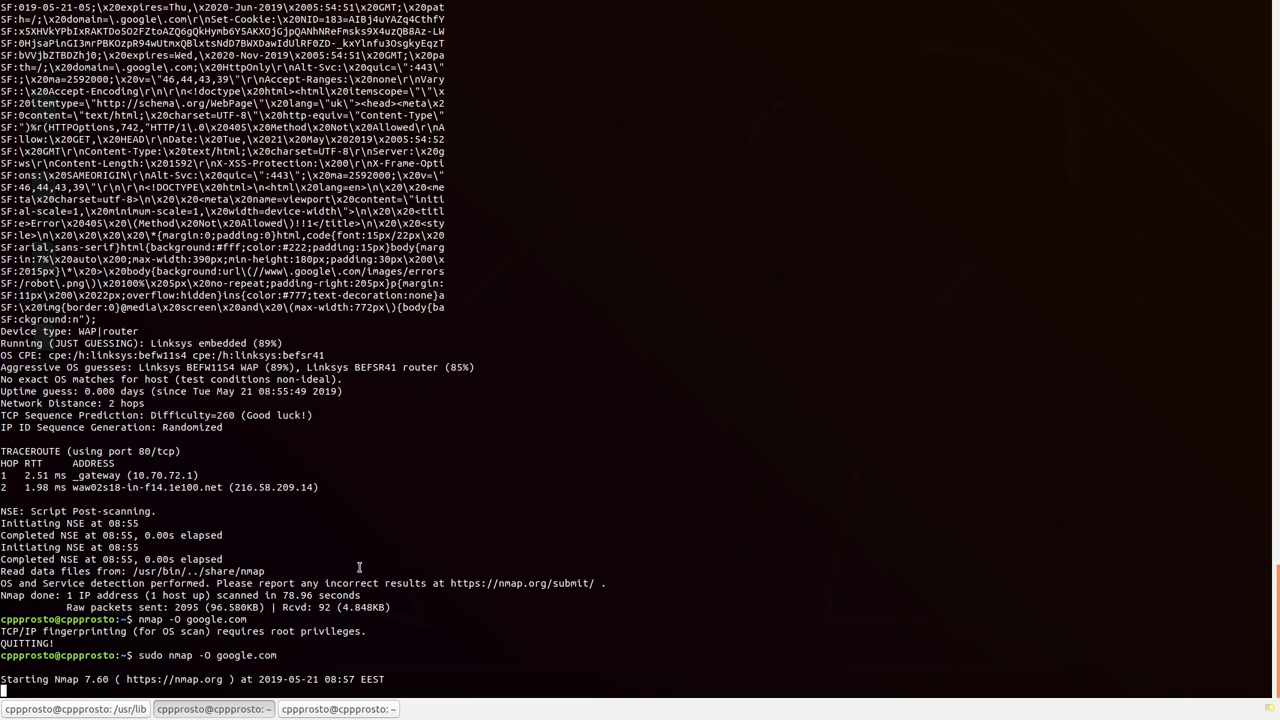 SF:019-05-21-05;\x20expires=Thu,\x2020-Jun-2019\x2005:54:51\x20GMT;\x20pat
SF:h=/;\x20domain=\.google\.com\r\nSet-Cookie:\x20NID=183=AIBj4uYAZq4CthfY
SF:x5XHVkYPbIxRAKTDo5O2FZtoAZQ6gQkHymb6Y5AKXOjGjpQANhNReFmsks9X4uzQB8Az-LW
SF:0HjsaPinGI3mrPBKOzpR94wUtmxQBlxtsNdD7BWXDawIdUlRF0ZD-_kxYlnfu3OsgkyEqzT
SF:bVVjbZTBDZhj0;\x20expires=Wed,\x2020-Nov-2019\x2005:54:51\x20GMT;\x20pa
SF:th=/;\x20domain=\.google\.com;\x20HttpOnly\r\nAlt-Svc:\x20quic=\":443\"
SF:;\x20ma=2592000;\x20v=\"46,44,43,39\"\r\nAccept-Ranges:\x20none\r\nVary
SF::\x20Accept-Encoding\r\n\r\n<!doctype\x20html><html\x20itemscope=\"\"\x
SF:20itemtype=\"http://schema\.org/WebPage\"\x20lang=\"uk\"><head><meta\x2
SF:0content=\"text/html;\x20charset=UTF-8\"\x20http-equiv=\"Content-Type\"
SF:")%r(HTTPOptions,742,"HTTP/1\.0\x20405\x20Method\x20Not\x20Allowed\r\nA
SF:llow:\x20GET,\x20HEAD\r\nDate:\x20Tue,\x2021\x20May\x202019\x2005:54:52
SF:\x20GMT\r\nContent-Type:\x20text/html;\x20charset=UTF-8\r\nServer:\x20g
SF:ws\r\nContent-Length:\x201592\r\nX-XSS-Protection:\x200\r\nX-Frame-Opti
SF:ons:\x20SAMEORIGIN\r\nAlt-Svc:\x20quic=\":443\";\x20ma=2592000;\x20v=\"
SF:46,44,43,39\"\r\n\r\n<!DOCTYPE\x20html>\n<html\x20lang=en>\n\x20\x20<me
SF:ta\x20charset=utf-8>\n\x20\x20<meta\x20name=viewport\x20content=\"initi
SF:al-scale=1,\x20minimum-scale=1,\x20width=device-width\">\n\x20\x20<titl
SF:e>Error\x20405\x20\(Method\x20Not\x20Allowed\)!!1</title>\n\x20\x20<sty
SF:le>\n\x20\x20\x20\x20\*{margin:0;padding:0}html,code{font:15px/22px\x20
SF:arial,sans-serif}html{background:#fff;color:#222;padding:15px}body{marg
SF:in:7%\x20auto\x200;max-width:390px;min-height:180px;padding:30px\x200\x
SF:2015px}\*\x20>\x20body{background:url\(//www\.google\.com/images/errors
SF:/robot\.png\)\x20100%\x205px\x20no-repeat;padding-right:205px}p{margin:
SF:11px\x200\x2022px;overflow:hidden}ins{color:#777;text-decoration:none}a
SF:\x20img{border:0}@media\x20screen\x20and\x20\(max-width:772px\){body{ba
SF:ckground:n");
Device type: WAP|router
Running (JUST GUESSING): Linksys embedded (89%)
OS CPE: cpe:/h:linksys:befw11s4 cpe:/h:linksys:befsr41
Aggressive OS guesses: Linksys BEFW11S4 WAP (89%), Linksys BEFSR41 router (85%)
No exact OS matches for host (test conditions non-ideal).
Uptime guess: 0.000 days (since Tue May 21 08:55:49 2019)
Network Distance: 2 hops
TCP Sequence Prediction: Difficulty=260 (Good luck!)
IP ID Sequence Generation: Randomized
TRACEROUTE (using port 80/tcp)
HOP RTT     ADDRESS
1   2.51 ms _gateway (10.70.72.1)
2   1.98 ms waw02s18-in-f14.1e100.net (216.58.209.14)
NSE: Script Post-scanning.
Initiating NSE at 08:55
Completed NSE at 08:55, 0.00s elapsed
Initiating NSE at 08:55
Completed NSE at 08:55, 0.00s elapsed
Read data files from: /usr/bin/../share/nmap
OS and Service detection performed. Please report any incorrect results at https://nmap.org/submit/ .
Nmap done: 1 IP address (1 host up) scanned in 78.96 seconds
Raw packets sent: 2095 (96.580KB) | Rcvd: 92 (4.848KB)
cppprosto@cppprosto:~$ nmap -O google.com
TCP/IP fingerprinting (for OS scan) requires root privileges.
QUITTING!
cppprosto@cppprosto:~$ sudo nmap -O google.com
Starting Nmap 7.60 ( https://nmap.org ) at 2019-05-21 08:57 EEST
cppprosto@cppprosto: /usr/lib cppprosto@cppprosto: ~ cppprosto@cppprosto: ~